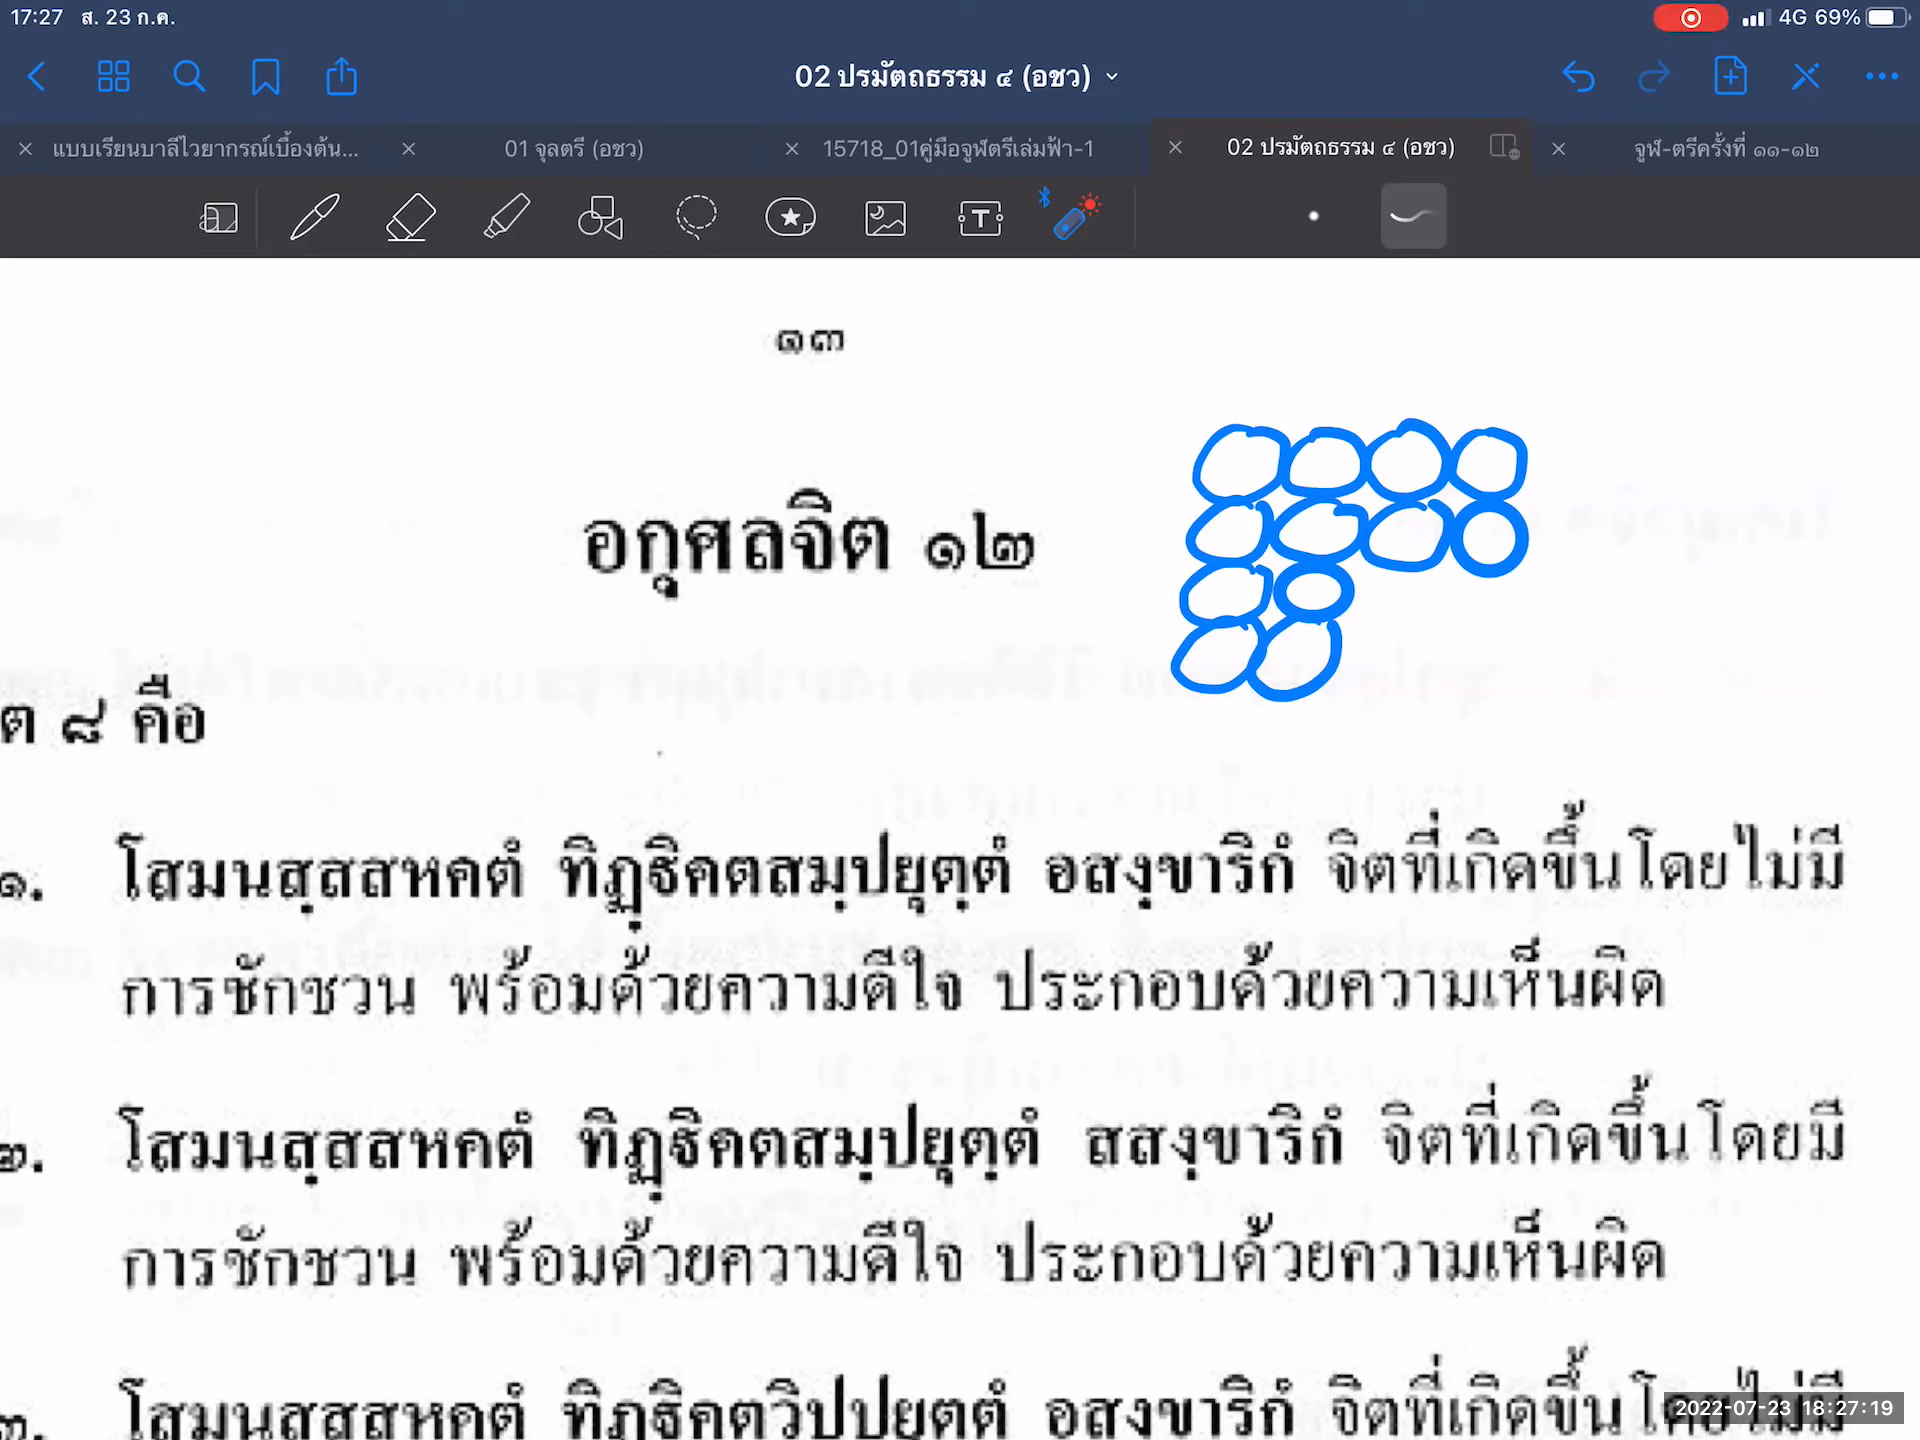 17:27 ส. 23 ก.ค. 4G 69%
02 ปรมัตถธรรม ๔ (อชว)
แบบเรียนบาลีไวยากรณ์เบื้องต้น... 01 จุลตรี (อชว) 15718_01คู่มือจูฬตรีเล่มฟ้า-1 02 ปรมัตถธรรม ๔ (อชว) จูฬ-ตรีครั้งที่ ๑๑-๑๒
๑๓
อกุศลจิต ๑๒
ต ๘ คือ
๑. โสมนสฺสสหคตํ ทิฏฺฐิคตสมฺปยุตฺตํ อสงฺขาริกํ จิตที่เกิดขึ้นโดยไม่มี
การชักชวน พร้อมด้วยความดีใจ ประกอบด้วยความเห็นผิด
๒. โสมนสฺสสหคตํ ทิฏฺฐิคตสมฺปยุตฺตํ สสงฺขาริกํ จิตที่เกิดขึ้นโดยมี
การชักชวน พร้อมด้วยความดีใจ ประกอบด้วยความเห็นผิด
๓. โสมนสฺสสหคตํ ทิฏฺฐิคตวิปฺปยุตฺตํ อสงฺขาริกํ จิตที่เกิดขึ้นโดยไม่มี
2022-07-23 18:27:19